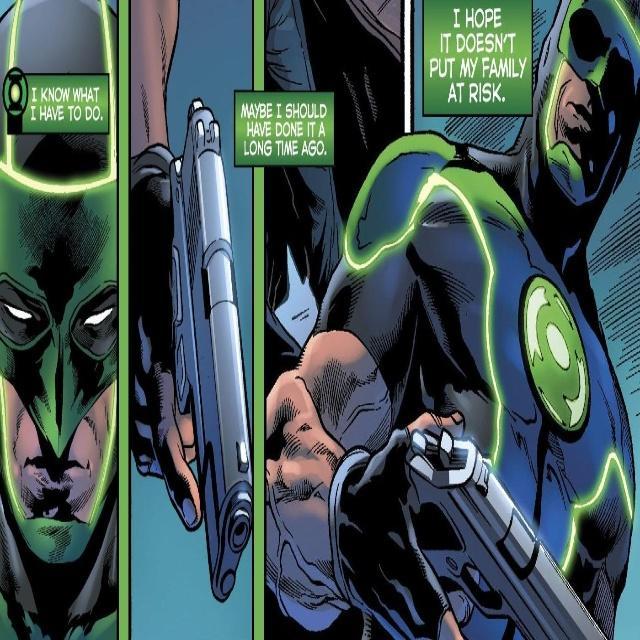 I KNOW WHAT
I HAVE TO DO.
MAYBE I SHOULD
HAVE DONE IT A
LONG TIME AGO.
I HOPE
IT DOESN'T
PUT MY FAMILY
AT RISK.